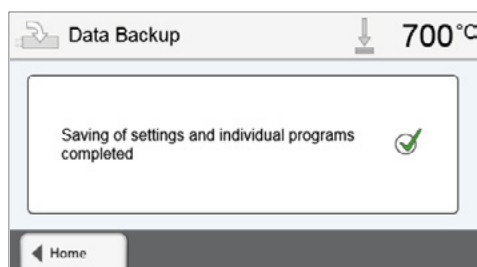 Data Backup
700°C
Saving of settings and individual programs
completed
Home